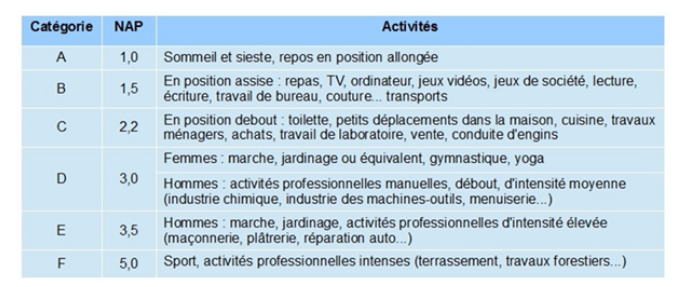 Catégorie NAP Activités
A 1,0 Sommeil et sieste, repos en position allongée
B 1,5 En position assise : repas, TV, ordinateur, jeux vidéos, jeux de société, lecture,
écriture, travail de bureau, couture... transports
C 2,2 En position debout : toilette, petits déplacements dans la maison, cuisine, travaux
ménagers, achats, travail de laboratoire, vente, conduite d'engins
D 3,0 Femmes : marche, jardinage ou équivalent, gymnastique, yoga
Hommes : activités professionnelles manuelles, débout, d'intensité moyenne
(industrie chimique, industrie des machines-outils, menuiserie...)
E 3,5 Hommes : marche, jardinage, activités professionnelles d'intensité élevée
(maçonnerie, plâtrerie, réparation auto...)
F 5,0 Sport, activités professionnelles intenses (terrassement, travaux forestiers...)